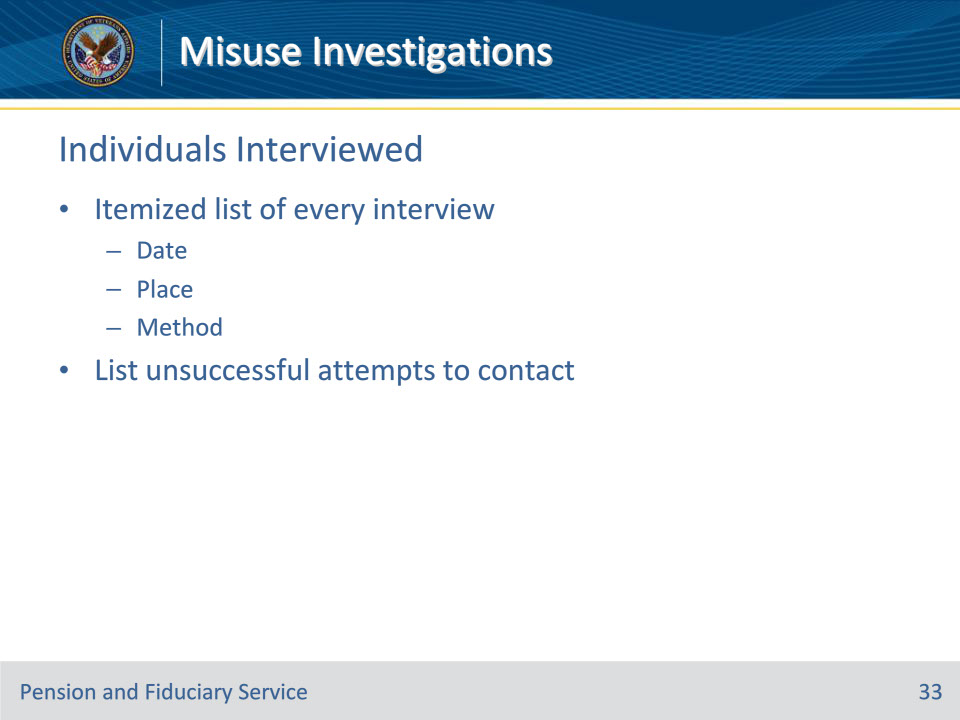 Misuse Investigations
Individuals Interviewed
• Itemized list of every interview
– Date
– Place
– Method
• List unsuccessful attempts to contact
Pension and Fiduciary Service
33
DEPARTMENT OF VETERANS AFFAIRS
UNITED STATES OF AMERICA